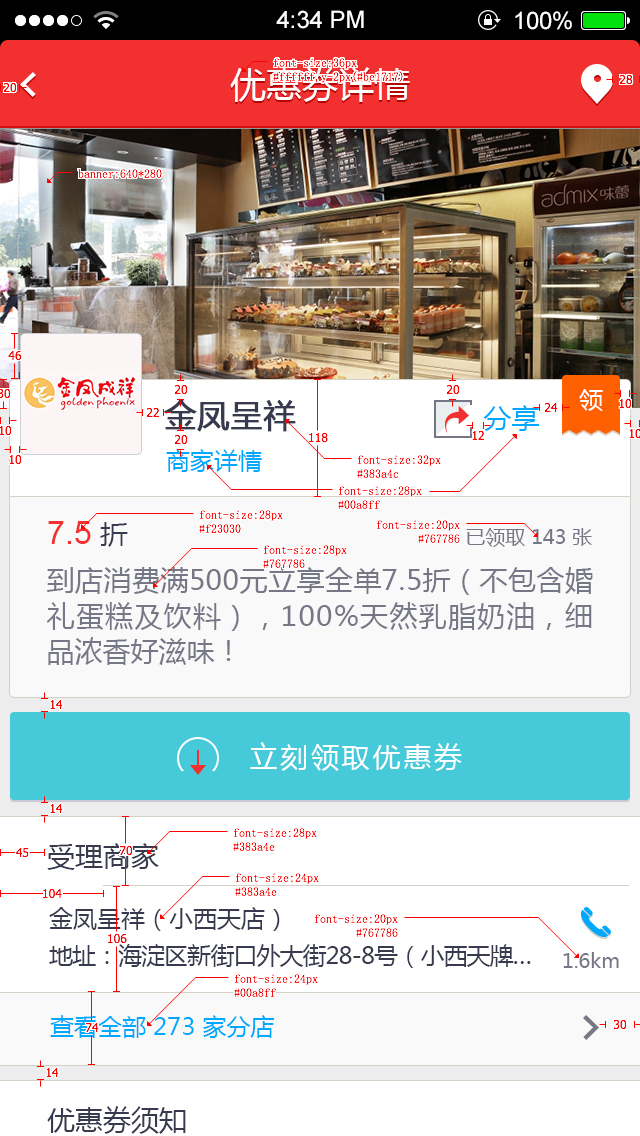 4:34 PM 100%
font-size:36px
#ffffff,y-2px(#be1717)
20
优惠券详情
28
banner:640*280
admix味蕾
46
金凤成祥
golden phoenix
30
10
10
22
20
金凤呈祥
20
118
20
12
分享
24
领
10
10
商家详情
font-size:32px
#383a4c
font-size:28px
#00a8ff
7.5 折
font-size:28px
#f23030
font-size:20px
#767786
已领取 143 张
font-size:28px
#767786
到店消费满500元立享全单7.5折（不包含婚
礼蛋糕及饮料），100%天然乳脂奶油，细
品浓香好滋味！
14
立刻领取优惠券
14
font-size:28px
#383a4e
45
受理商家
70
font-size:24px
#383a4e
104
金凤呈祥（小西天店）
font-size:20px
#767786
106
地址：海淀区新街口外大街28-8号（小西天牌...
1.6km
font-size:24px
#00a8ff
查看全部 273 家分店
74
30
14
优惠券须知